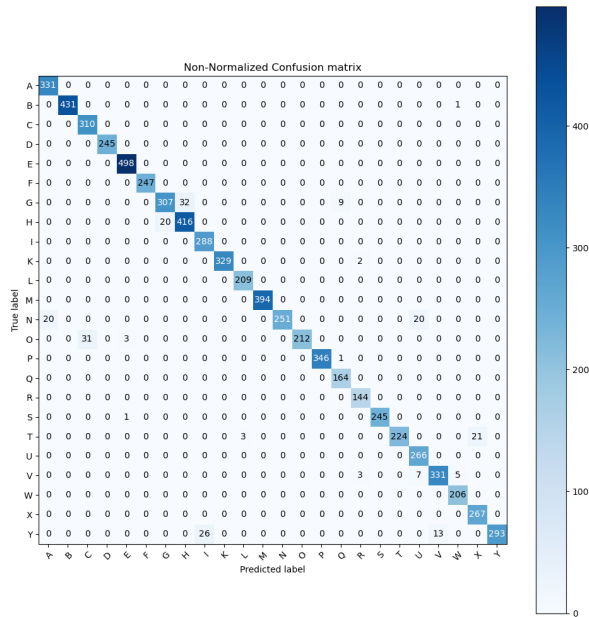 Non-Normalized Confusion matrix
A 331 0 0 0 0 0 0 0 0 0 0 0 0 0 0 0 0 0 0 0 0 0 0 0
B 0 431 0 0 0 0 0 0 0 0 0 0 0 0 0 0 0 0 0 0 0 1 0 0
C 0 0 310 0 0 0 0 0 0 0 0 0 0 0 0 0 0 0 0 0 0 0 0 0
D 0 0 0 245 0 0 0 0 0 0 0 0 0 0 0 0 0 0 0 0 0 0 0 0
E 0 0 0 0 498 0 0 0 0 0 0 0 0 0 0 0 0 0 0 0 0 0 0 0
F 0 0 0 0 0 247 0 0 0 0 0 0 0 0 0 0 0 0 0 0 0 0 0 0
G 0 0 0 0 0 0 307 32 0 0 0 0 0 0 0 9 0 0 0 0 0 0 0 0
H 0 0 0 0 0 0 20 416 0 0 0 0 0 0 0 0 0 0 0 0 0 0 0 0
I 0 0 0 0 0 0 0 0 288 0 0 0 0 0 0 0 0 0 0 0 0 0 0 0
K 0 0 0 0 0 0 0 0 0 329 0 0 0 0 0 0 2 0 0 0 0 0 0 0
L 0 0 0 0 0 0 0 0 0 0 209 0 0 0 0 0 0 0 0 0 0 0 0 0
M 0 0 0 0 0 0 0 0 0 0 0 394 0 0 0 0 0 0 0 0 0 0 0 0
N 20 0 0 0 0 0 0 0 0 0 0 0 251 0 0 0 0 0 0 20 0 0 0 0
O 0 0 31 0 3 0 0 0 0 0 0 0 0 212 0 0 0 0 0 0 0 0 0 0
P 0 0 0 0 0 0 0 0 0 0 0 0 0 0 346 1 0 0 0 0 0 0 0 0
Q 0 0 0 0 0 0 0 0 0 0 0 0 0 0 0 164 0 0 0 0 0 0 0 0
R 0 0 0 0 0 0 0 0 0 0 0 0 0 0 0 0 144 0 0 0 0 0 0 0
S 0 0 0 0 1 0 0 0 0 0 0 0 0 0 0 0 0 245 0 0 0 0 0 0
T 0 0 0 0 0 0 0 0 0 0 3 0 0 0 0 0 0 0 224 0 0 0 21 0
U 0 0 0 0 0 0 0 0 0 0 0 0 0 0 0 0 0 0 0 266 0 0 0 0
V 0 0 0 0 0 0 0 0 0 0 0 0 0 0 0 0 3 0 0 7 331 5 0 0
W 0 0 0 0 0 0 0 0 0 0 0 0 0 0 0 0 0 0 0 0 0 206 0 0
X 0 0 0 0 0 0 0 0 0 0 0 0 0 0 0 0 0 0 0 0 0 0 267 0
Y 0 0 0 0 0 0 0 0 26 0 0 0 0 0 0 0 0 0 0 0 13 0 0 293
A B C D E F G H I K L M N O P Q R S T U V W X Y
Predicted label
True label
400
300
200
100
0